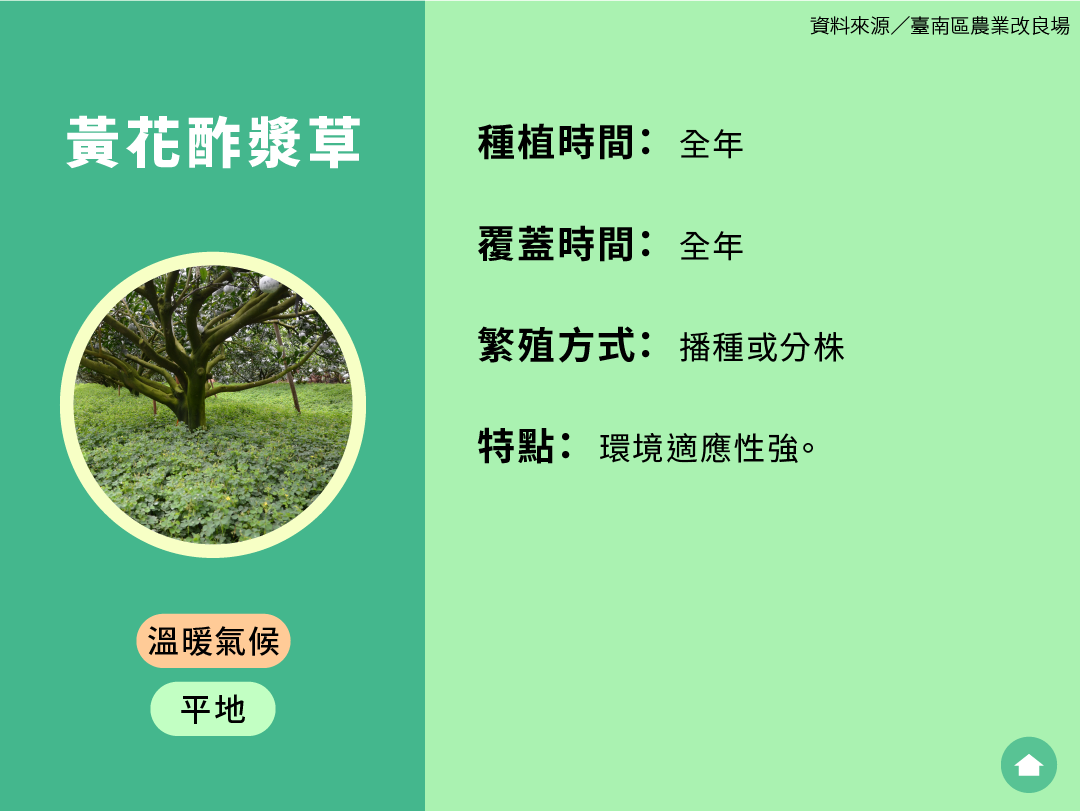 資料來源／臺南區農業改良場
黃花酢漿草
溫暖氣候
平地
種植時間： 全年
覆蓋時間： 全年
繁殖方式： 播種或分株
特點： 環境適應性強。